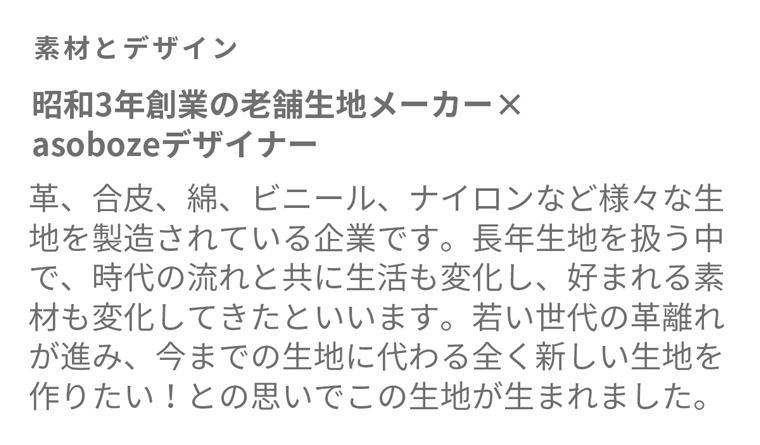 素材とデザイン
昭和3年創業の老舗生地メーカー×
asobozeデザイナー
革、合皮、綿、ビニール、ナイロンなど様々な生
地を製造されている企業です。長年生地を扱う中
で、時代の流れと共に生活も変化し、好まれる素
材も変化してきたといいます。若い世代の革離れ
が進み、今までの生地に代わる全く新しい生地を
作りたい！との思いでこの生地が生まれました。